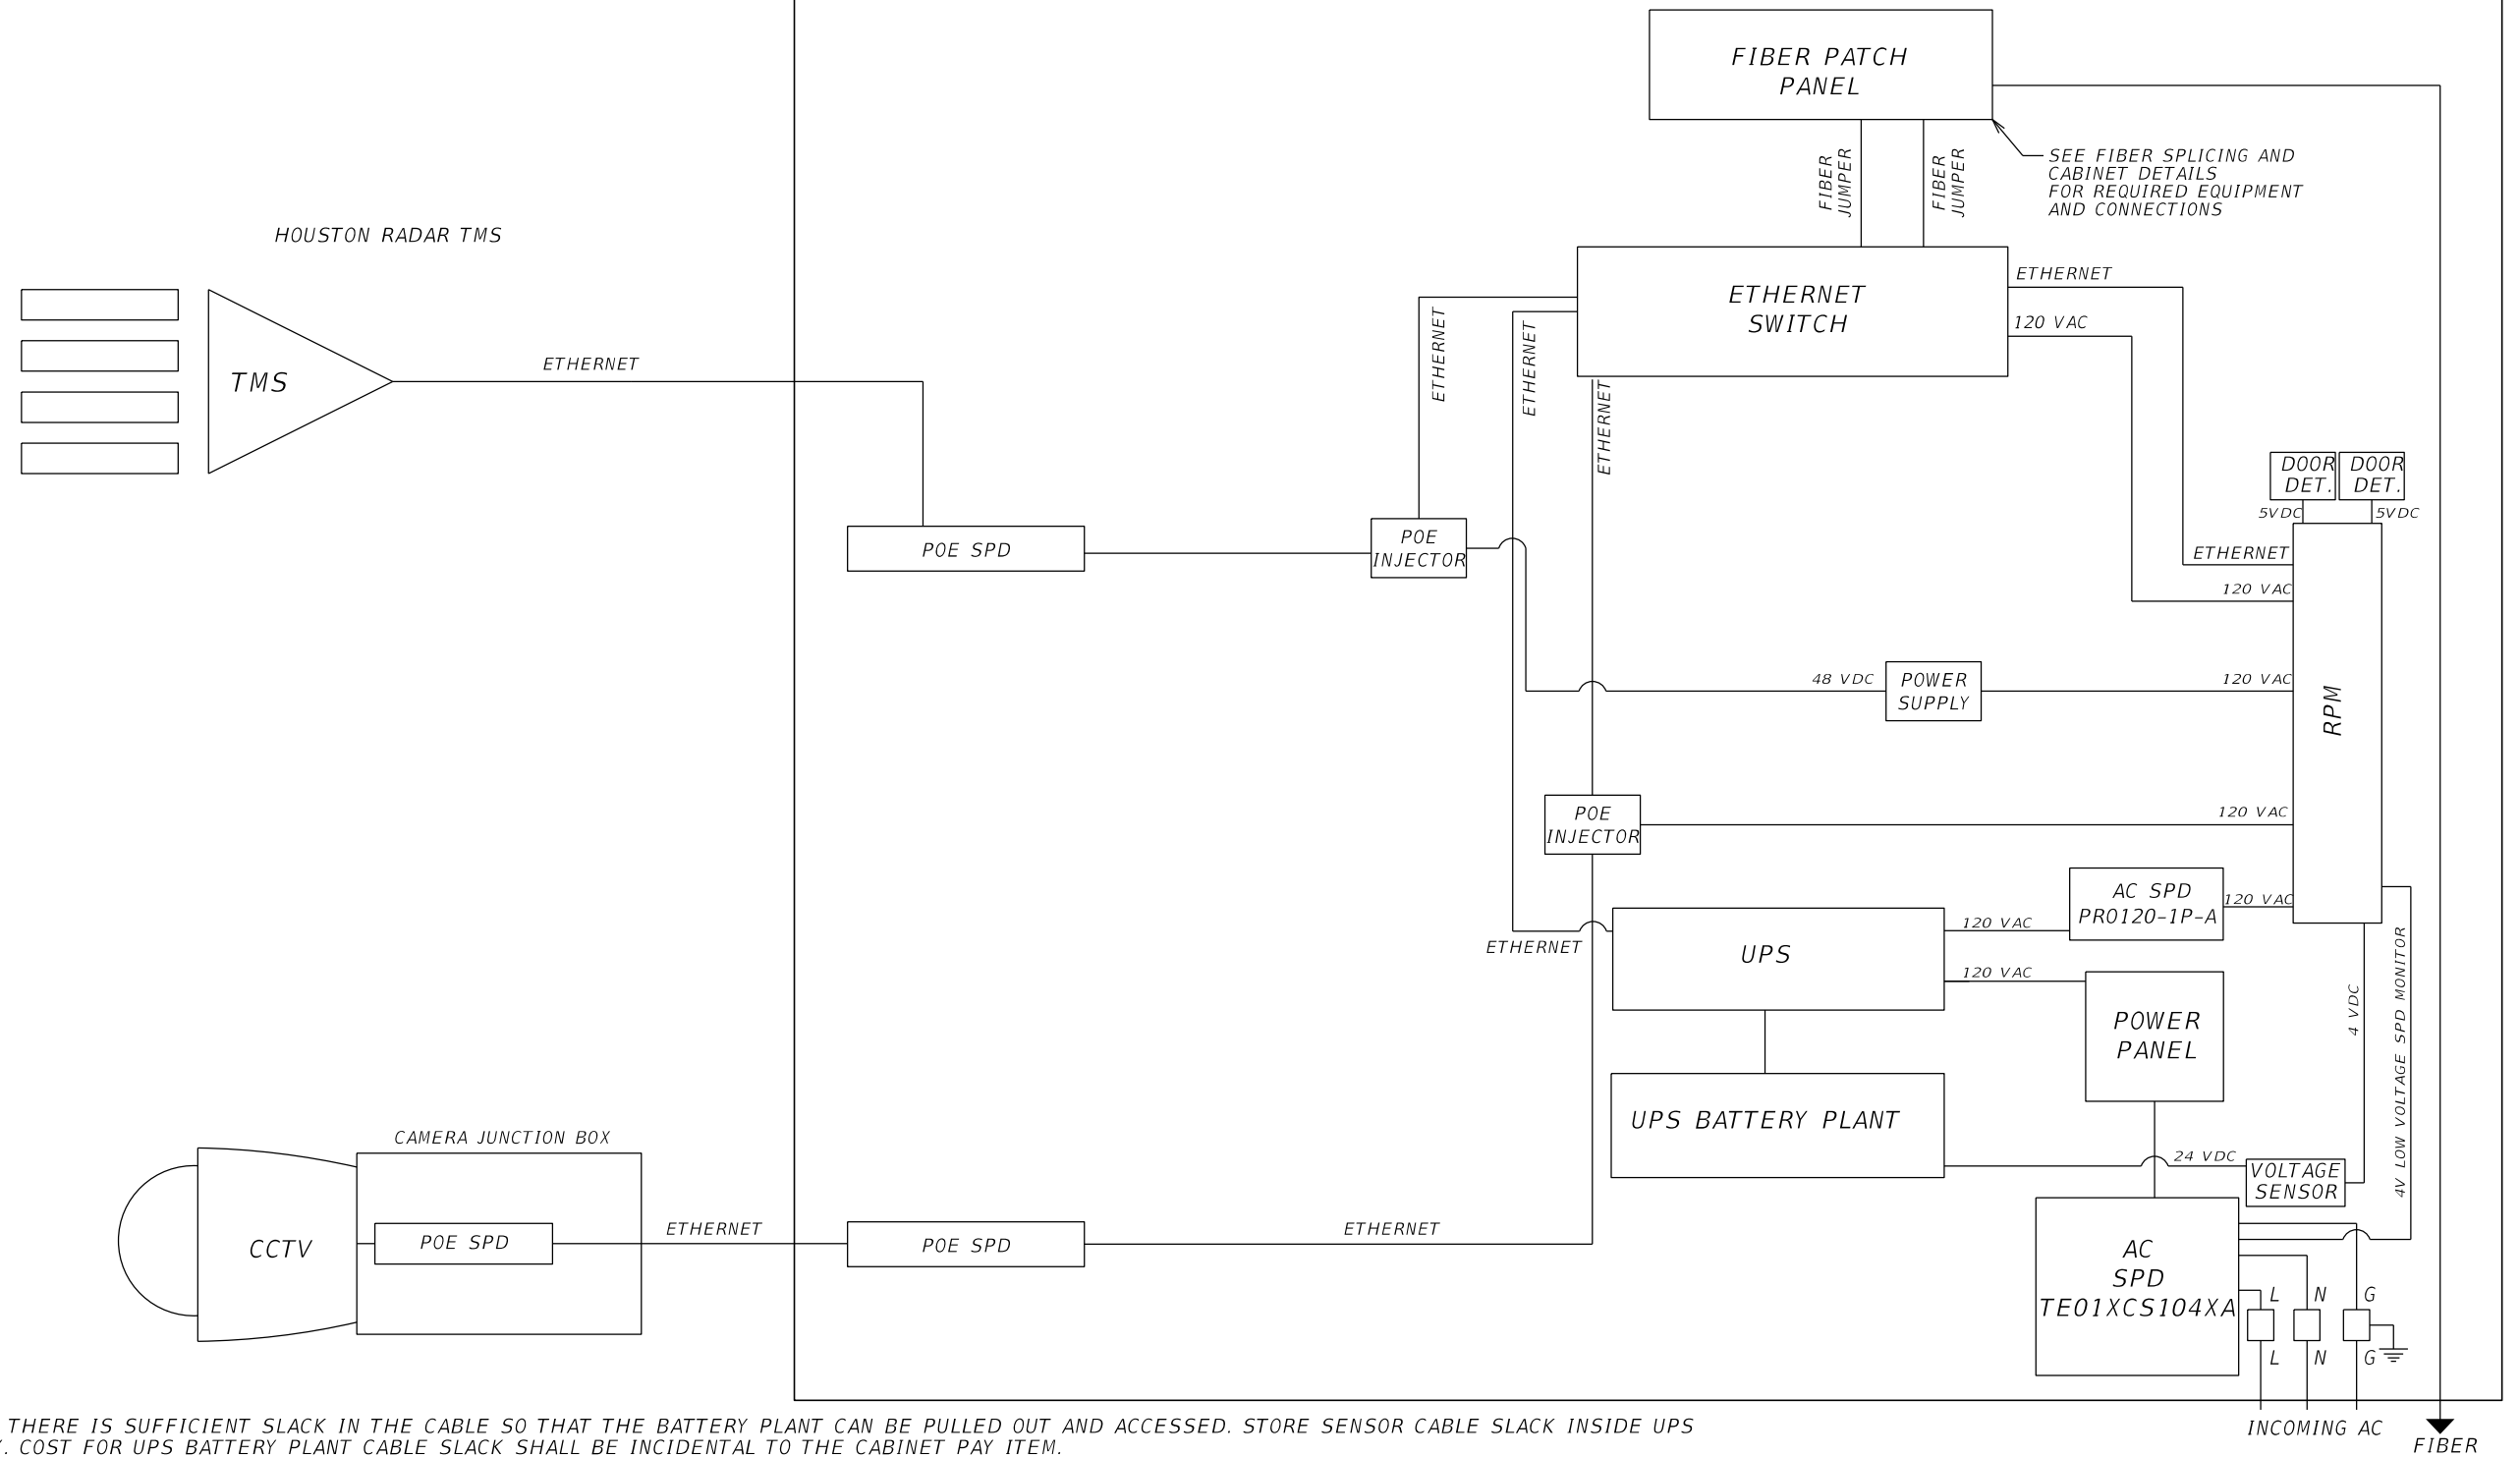 FIBER PATCH
PANEL
FIBER
JUMPER
FIBER
JUMPER
SEE FIBER SPLICING AND
CABINET DETAILS
FOR REQUIRED EQUIPMENT
AND CONNECTIONS
HOUSTON RADAR TMS
TMS
ETHERNET
ETHERNET
SWITCH
ETHERNET
120 VAC
ETHERNET
ETHERNET
ETHERNET
DOOR
DET.
DOOR
DET.
5VDC
5VDC
POE SPD
POE
INJECTOR
ETHERNET
120 VAC
48 VDC
POWER
SUPPLY
120 VAC
RPM
POE
INJECTOR
120 VAC
AC SPD
PRO120-1P-A
120 VAC
120 VAC
ETHERNET
UPS
120 VAC
POWER
PANEL
4 VDC
4V LOW VOLTAGE SPD MONITOR
UPS BATTERY PLANT
24 VDC
VOLTAGE
SENSOR
CAMERA JUNCTION BOX
CCTV
POE SPD
ETHERNET
POE SPD
ETHERNET
AC
SPD
TE01XCS104XA
L
N
G
L
N
G
INCOMING AC
FIBER
THERE IS SUFFICIENT SLACK IN THE CABLE SO THAT THE BATTERY PLANT CAN BE PULLED OUT AND ACCESSED. STORE SENSOR CABLE SLACK INSIDE UPS
. COST FOR UPS BATTERY PLANT CABLE SLACK SHALL BE INCIDENTAL TO THE CABINET PAY ITEM.